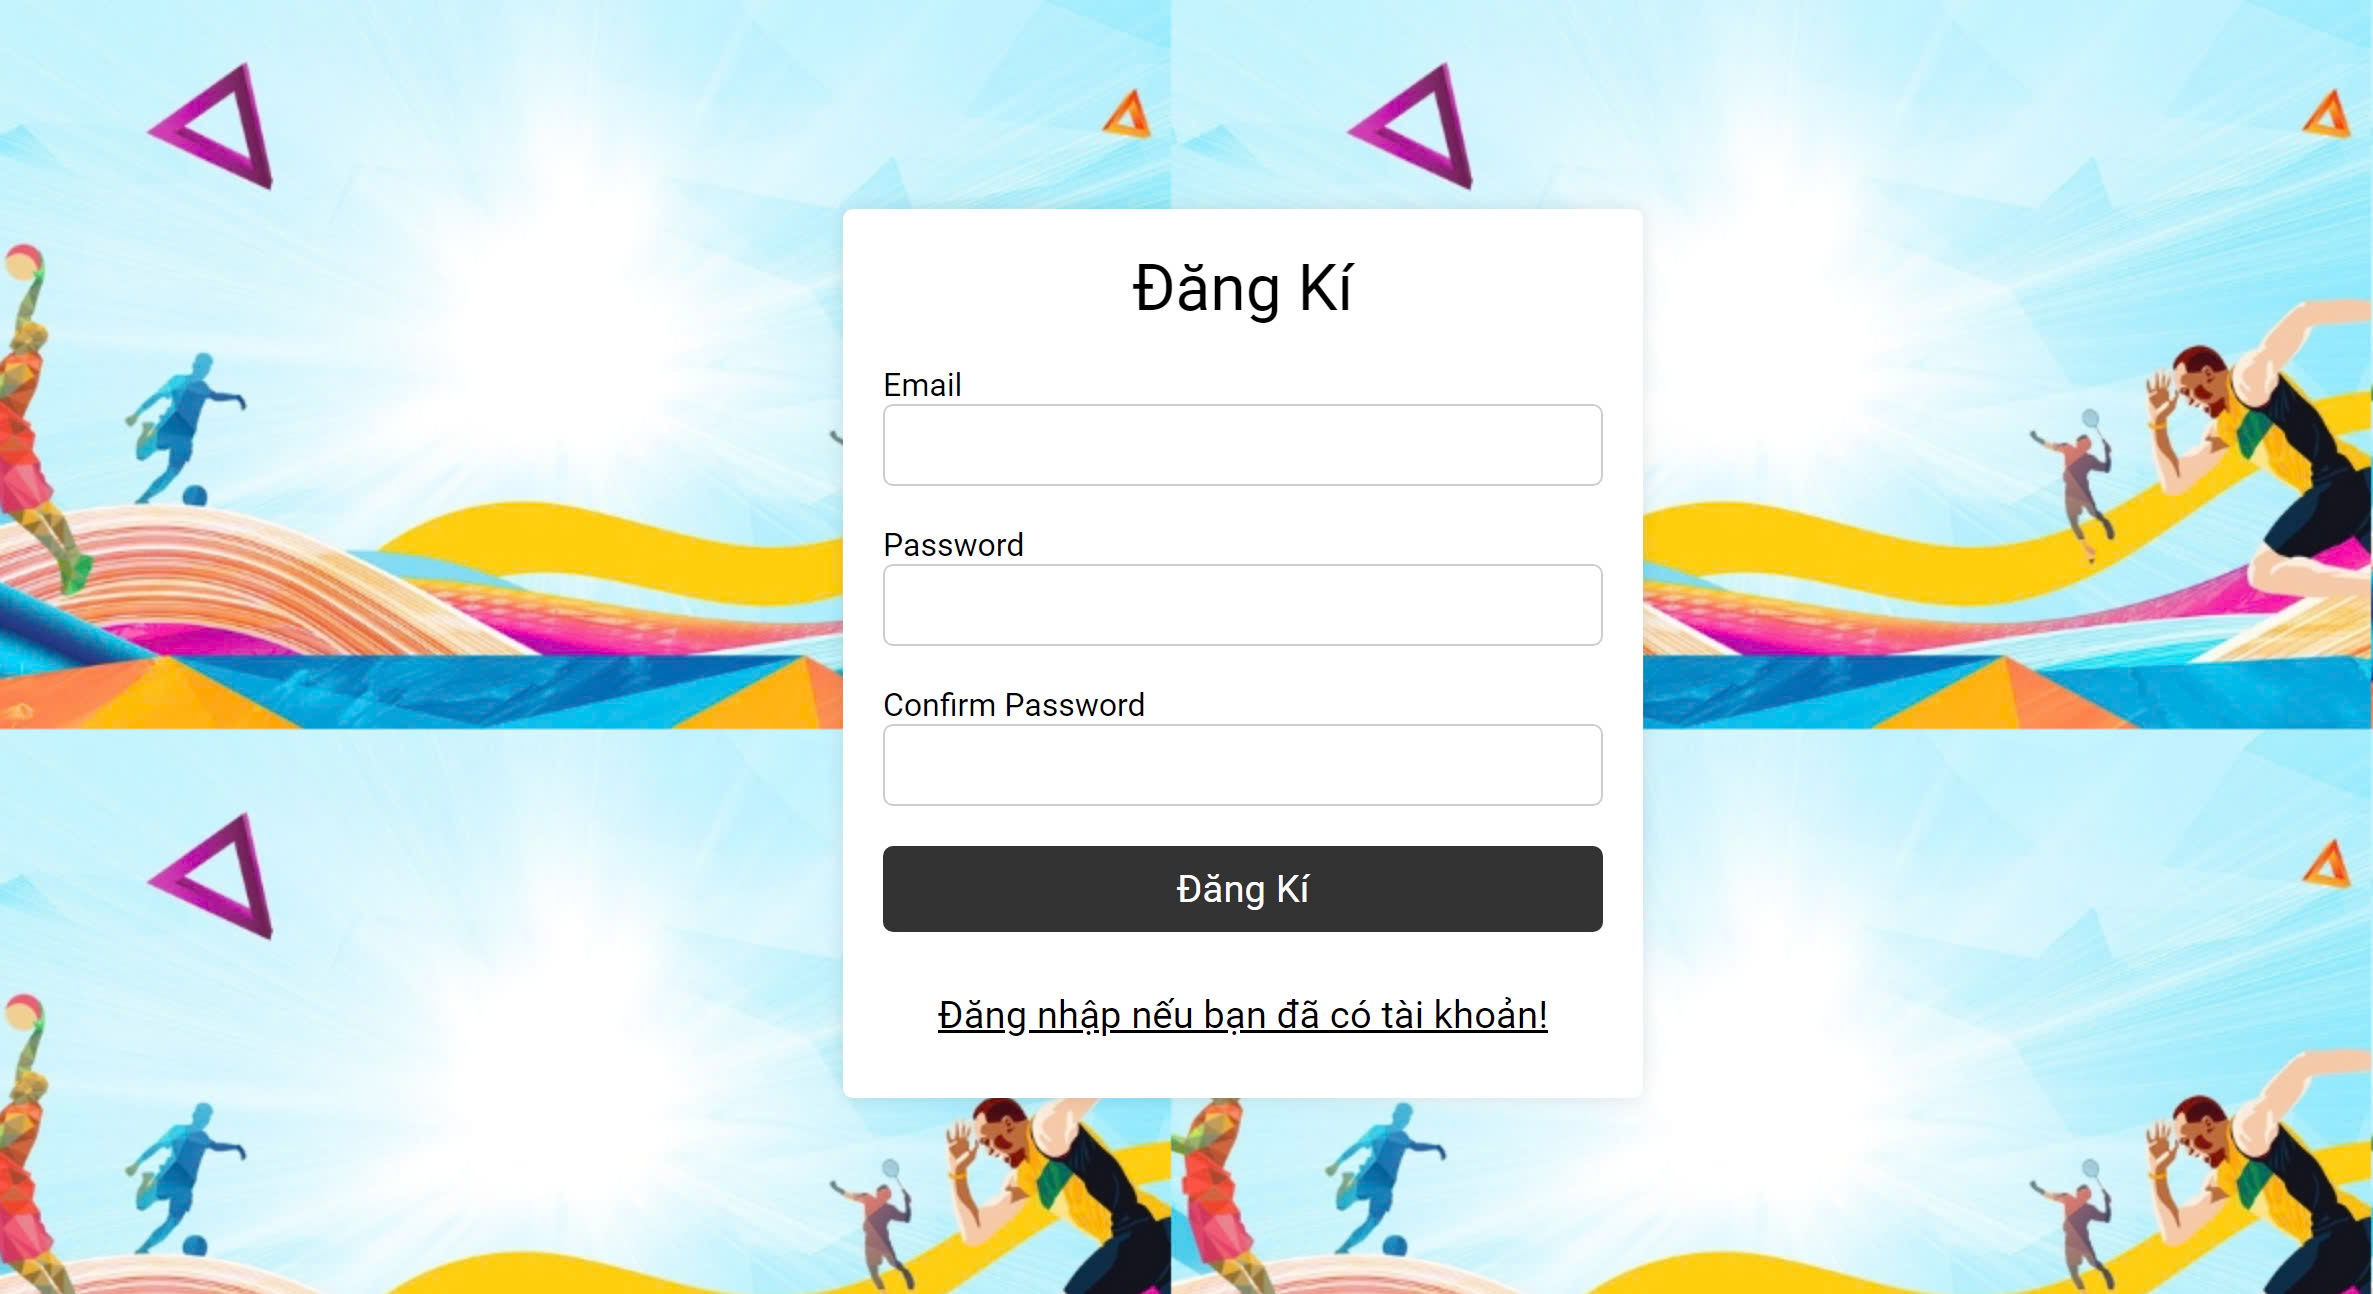 Đăng Kí
Email
Password
Confirm Password
Đăng Kí
Đăng nhập nếu bạn đã có tài khoản!